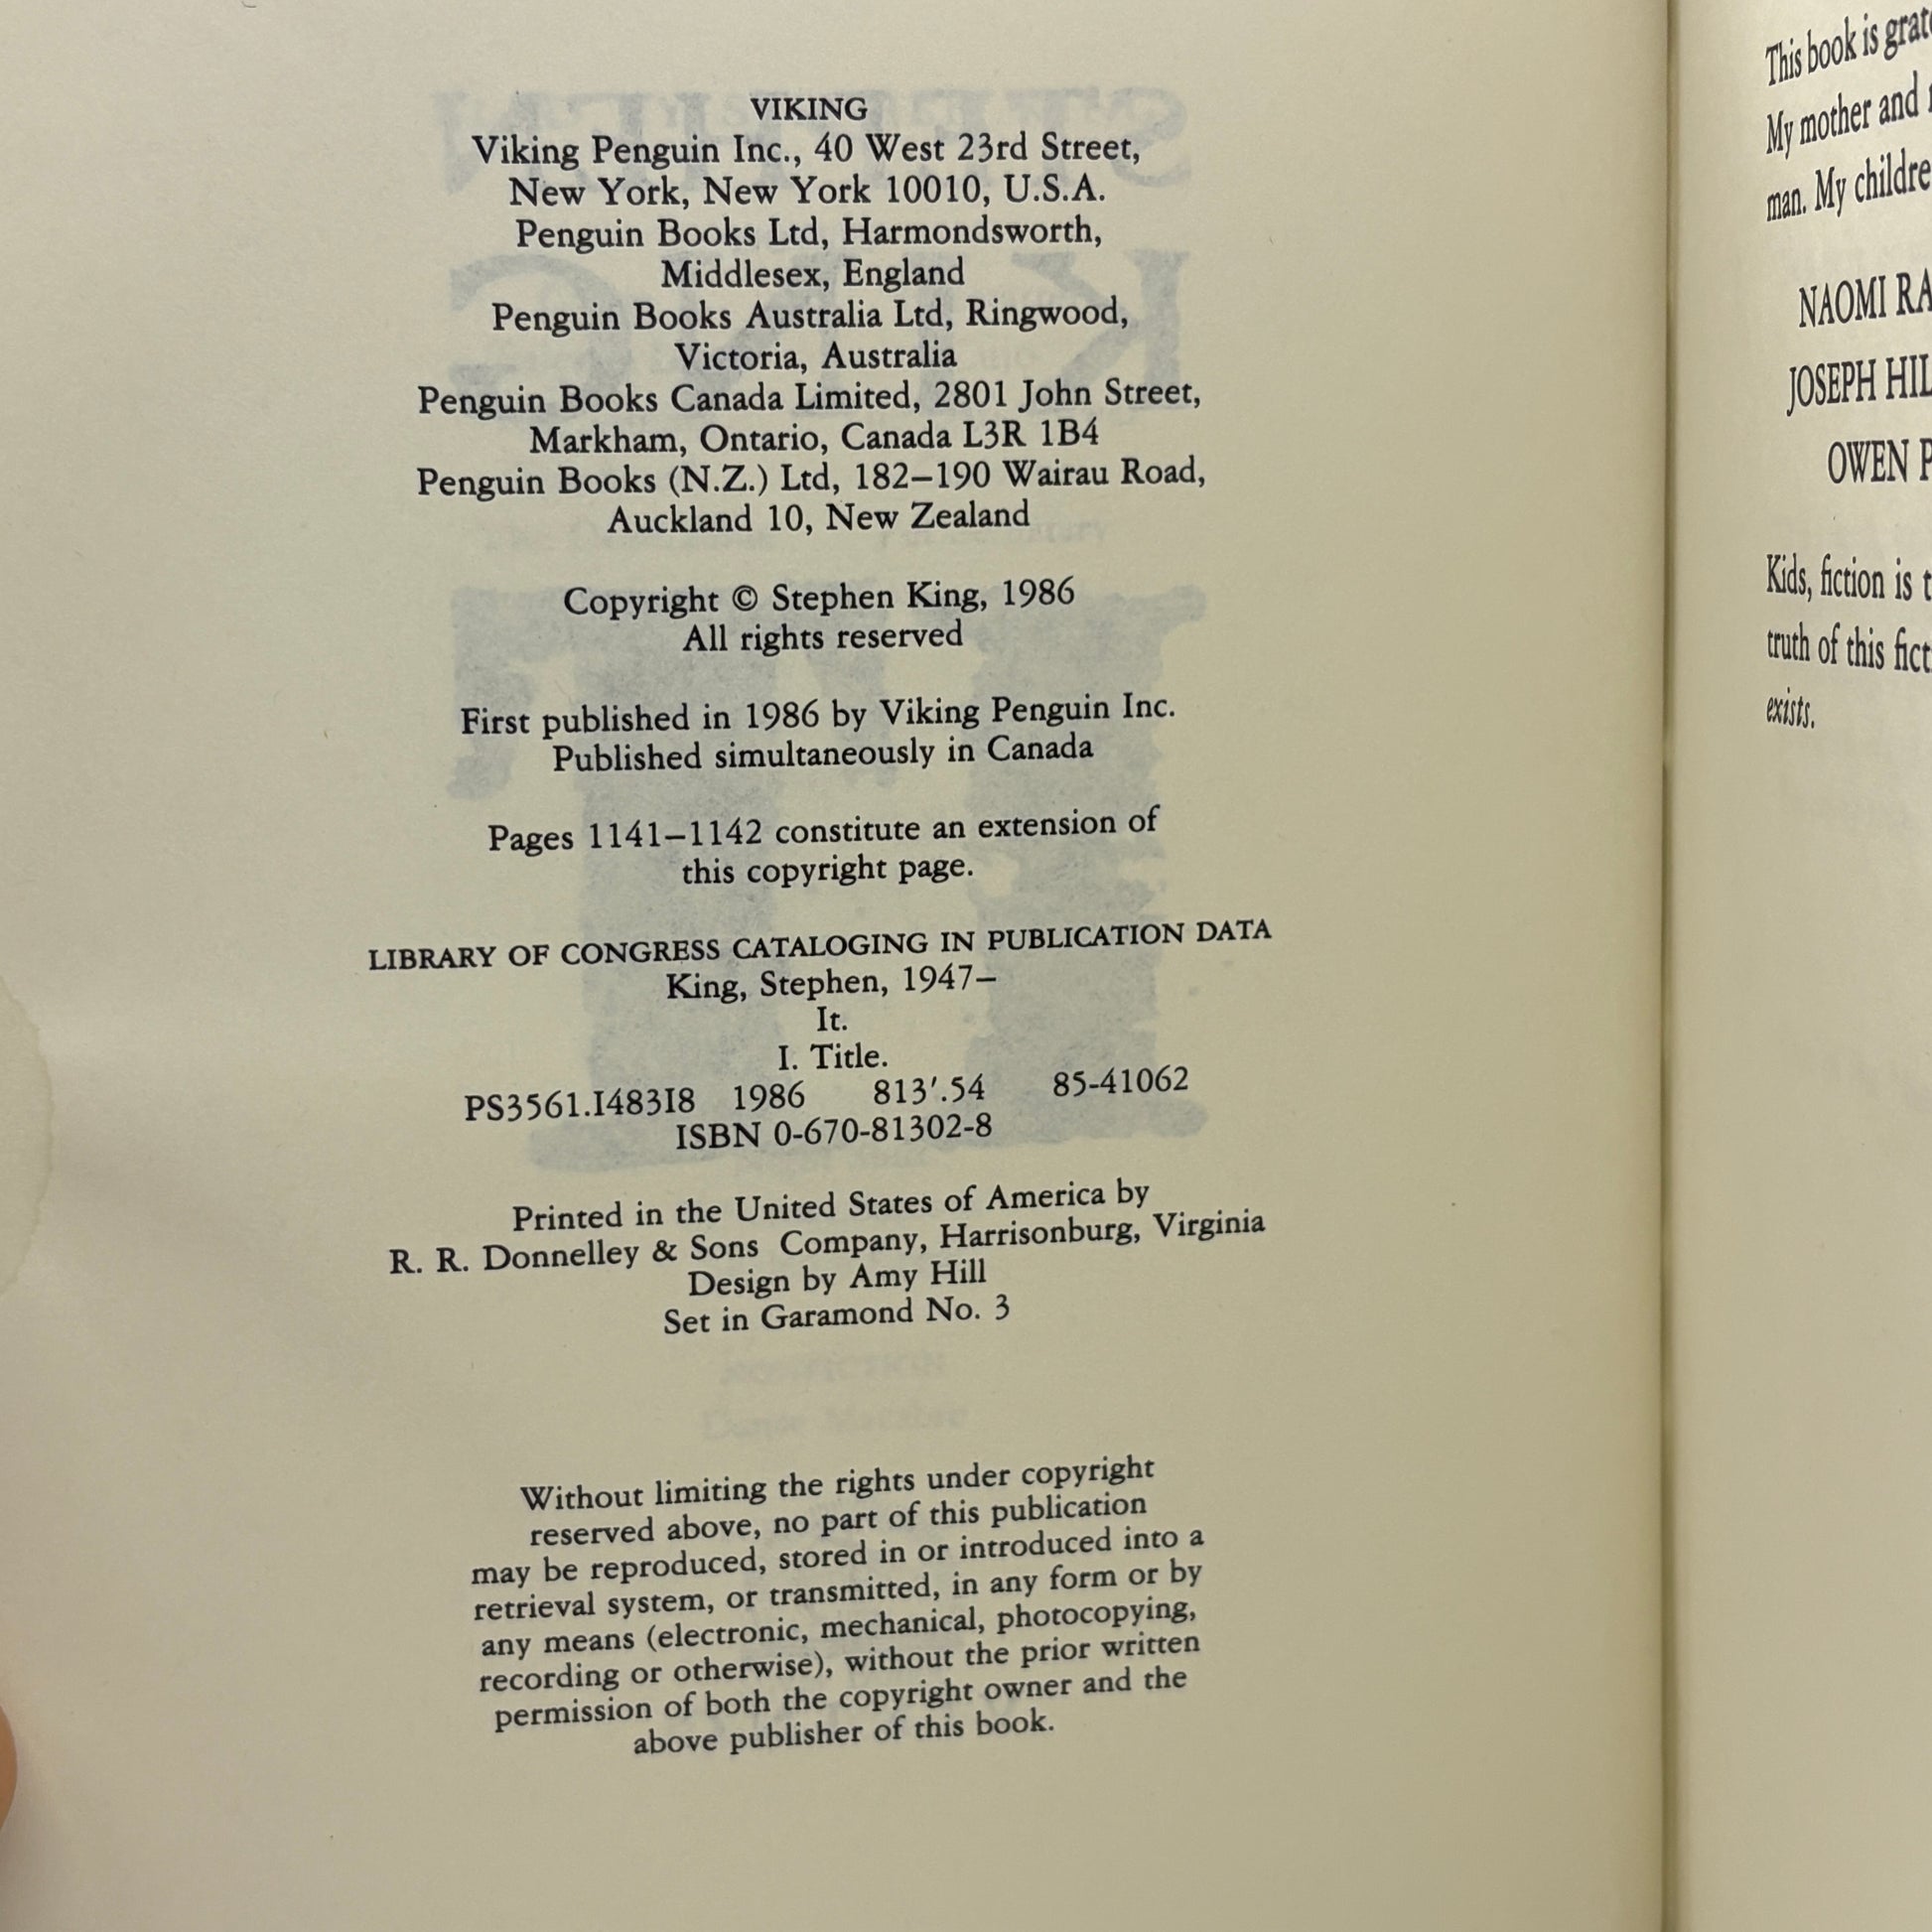 VIKING
Viking Penguin Inc., 40 West 23rd Street,
New York, New York 10010, U.S.A.
Penguin Books Ltd, Harmondsworth,
Middlesex, England
Penguin Books Australia Ltd, Ringwood,
Victoria, Australia
Penguin Books Canada Limited, 2801 John Street,
Markham, Ontario, Canada L3R 1B4
Penguin Books (N.Z.) Ltd, 182–190 Wairau Road,
Auckland 10, New Zealand
Copyright © Stephen King, 1986
All rights reserved
First published in 1986 by Viking Penguin Inc.
Published simultaneously in Canada
Pages 1141–1142 constitute an extension of
this copyright page.
LIBRARY OF CONGRESS CATALOGING IN PUBLICATION DATA
King, Stephen, 1947–
It.
I. Title.
PS3561.I483I8 1986 813'.54 85-41062
ISBN 0-670-81302-8
Printed in the United States of America by
R. R. Donnelley & Sons Company, Harrisonburg, Virginia
Design by Amy Hill
Set in Garamond No. 3
Without limiting the rights under copyright
reserved above, no part of this publication
may be reproduced, stored in or introduced into a
retrieval system, or transmitted, in any form or by
any means (electronic, mechanical, photocopying,
recording or otherwise), without the prior written
permission of both the copyright owner and the
above publisher of this book.
This book is
My mother and
man. My
NAOMI
JOSEPH
OWEN
Kids, fiction is
truth of this
exists.